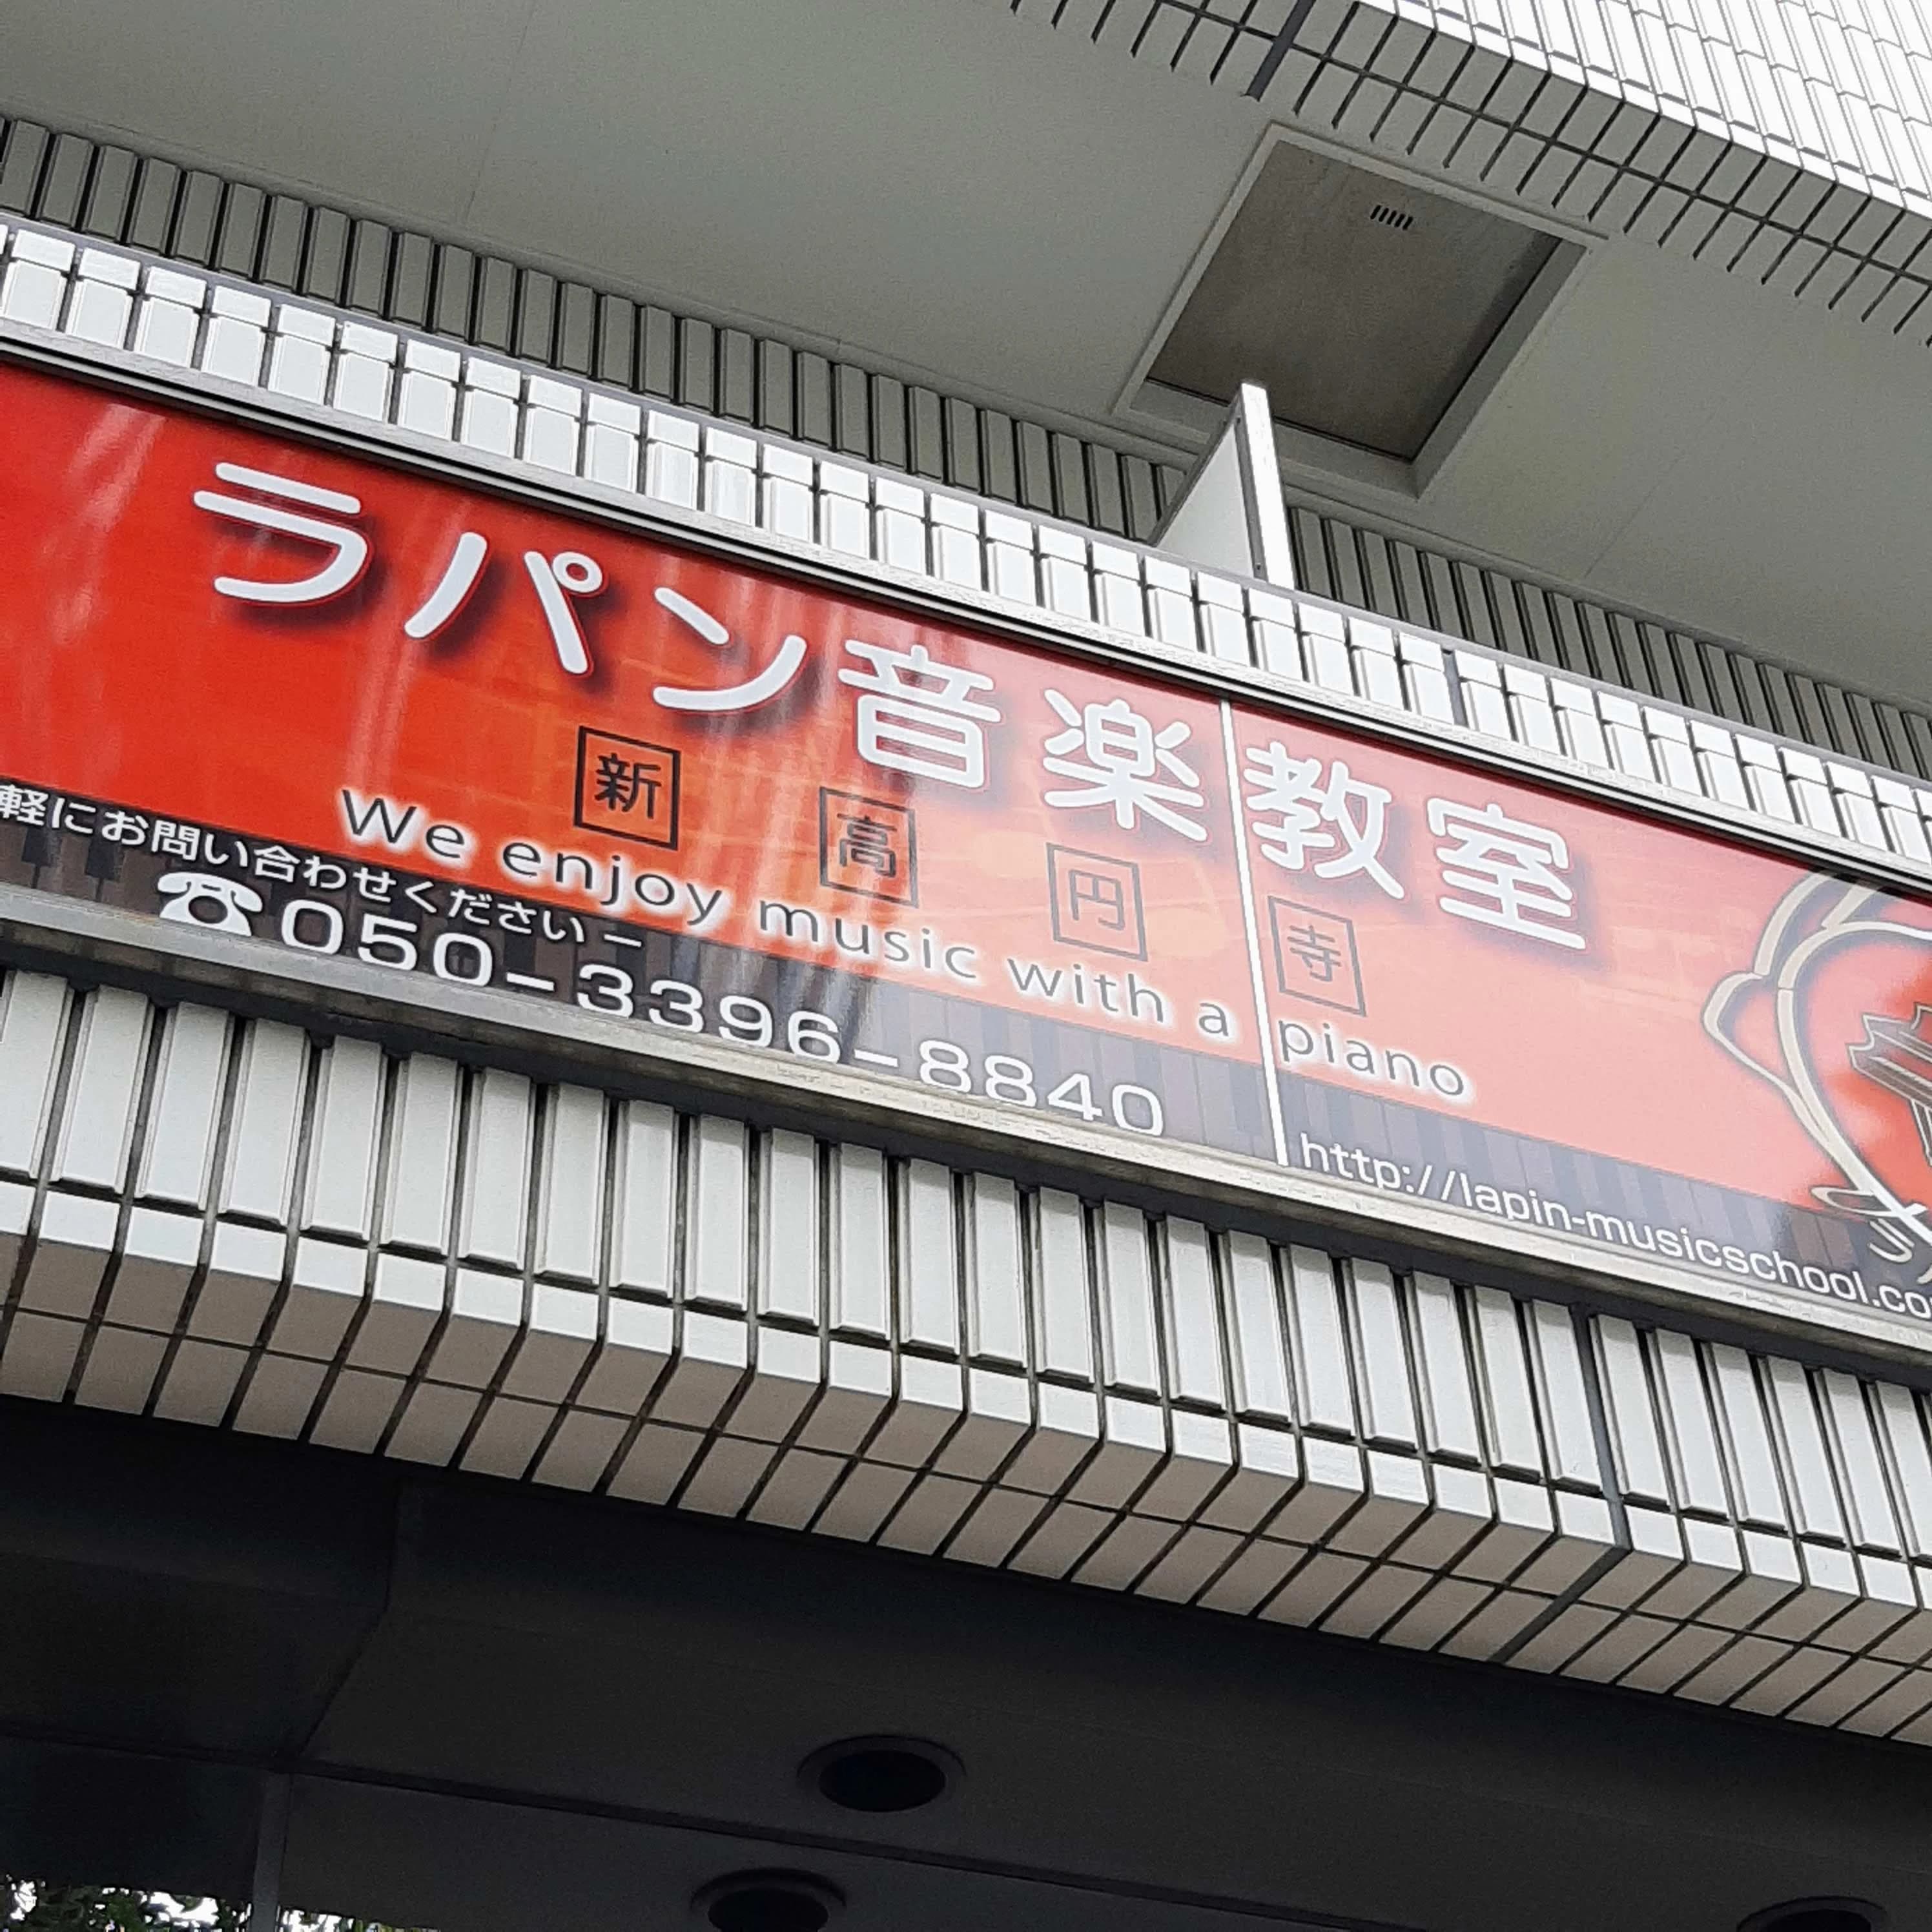 ラパン音楽教室
新高円寺
We enjoy music with a piano
軽にお問い合わせください ー
☎050-3396-8840
http://lapin-musicschool.co